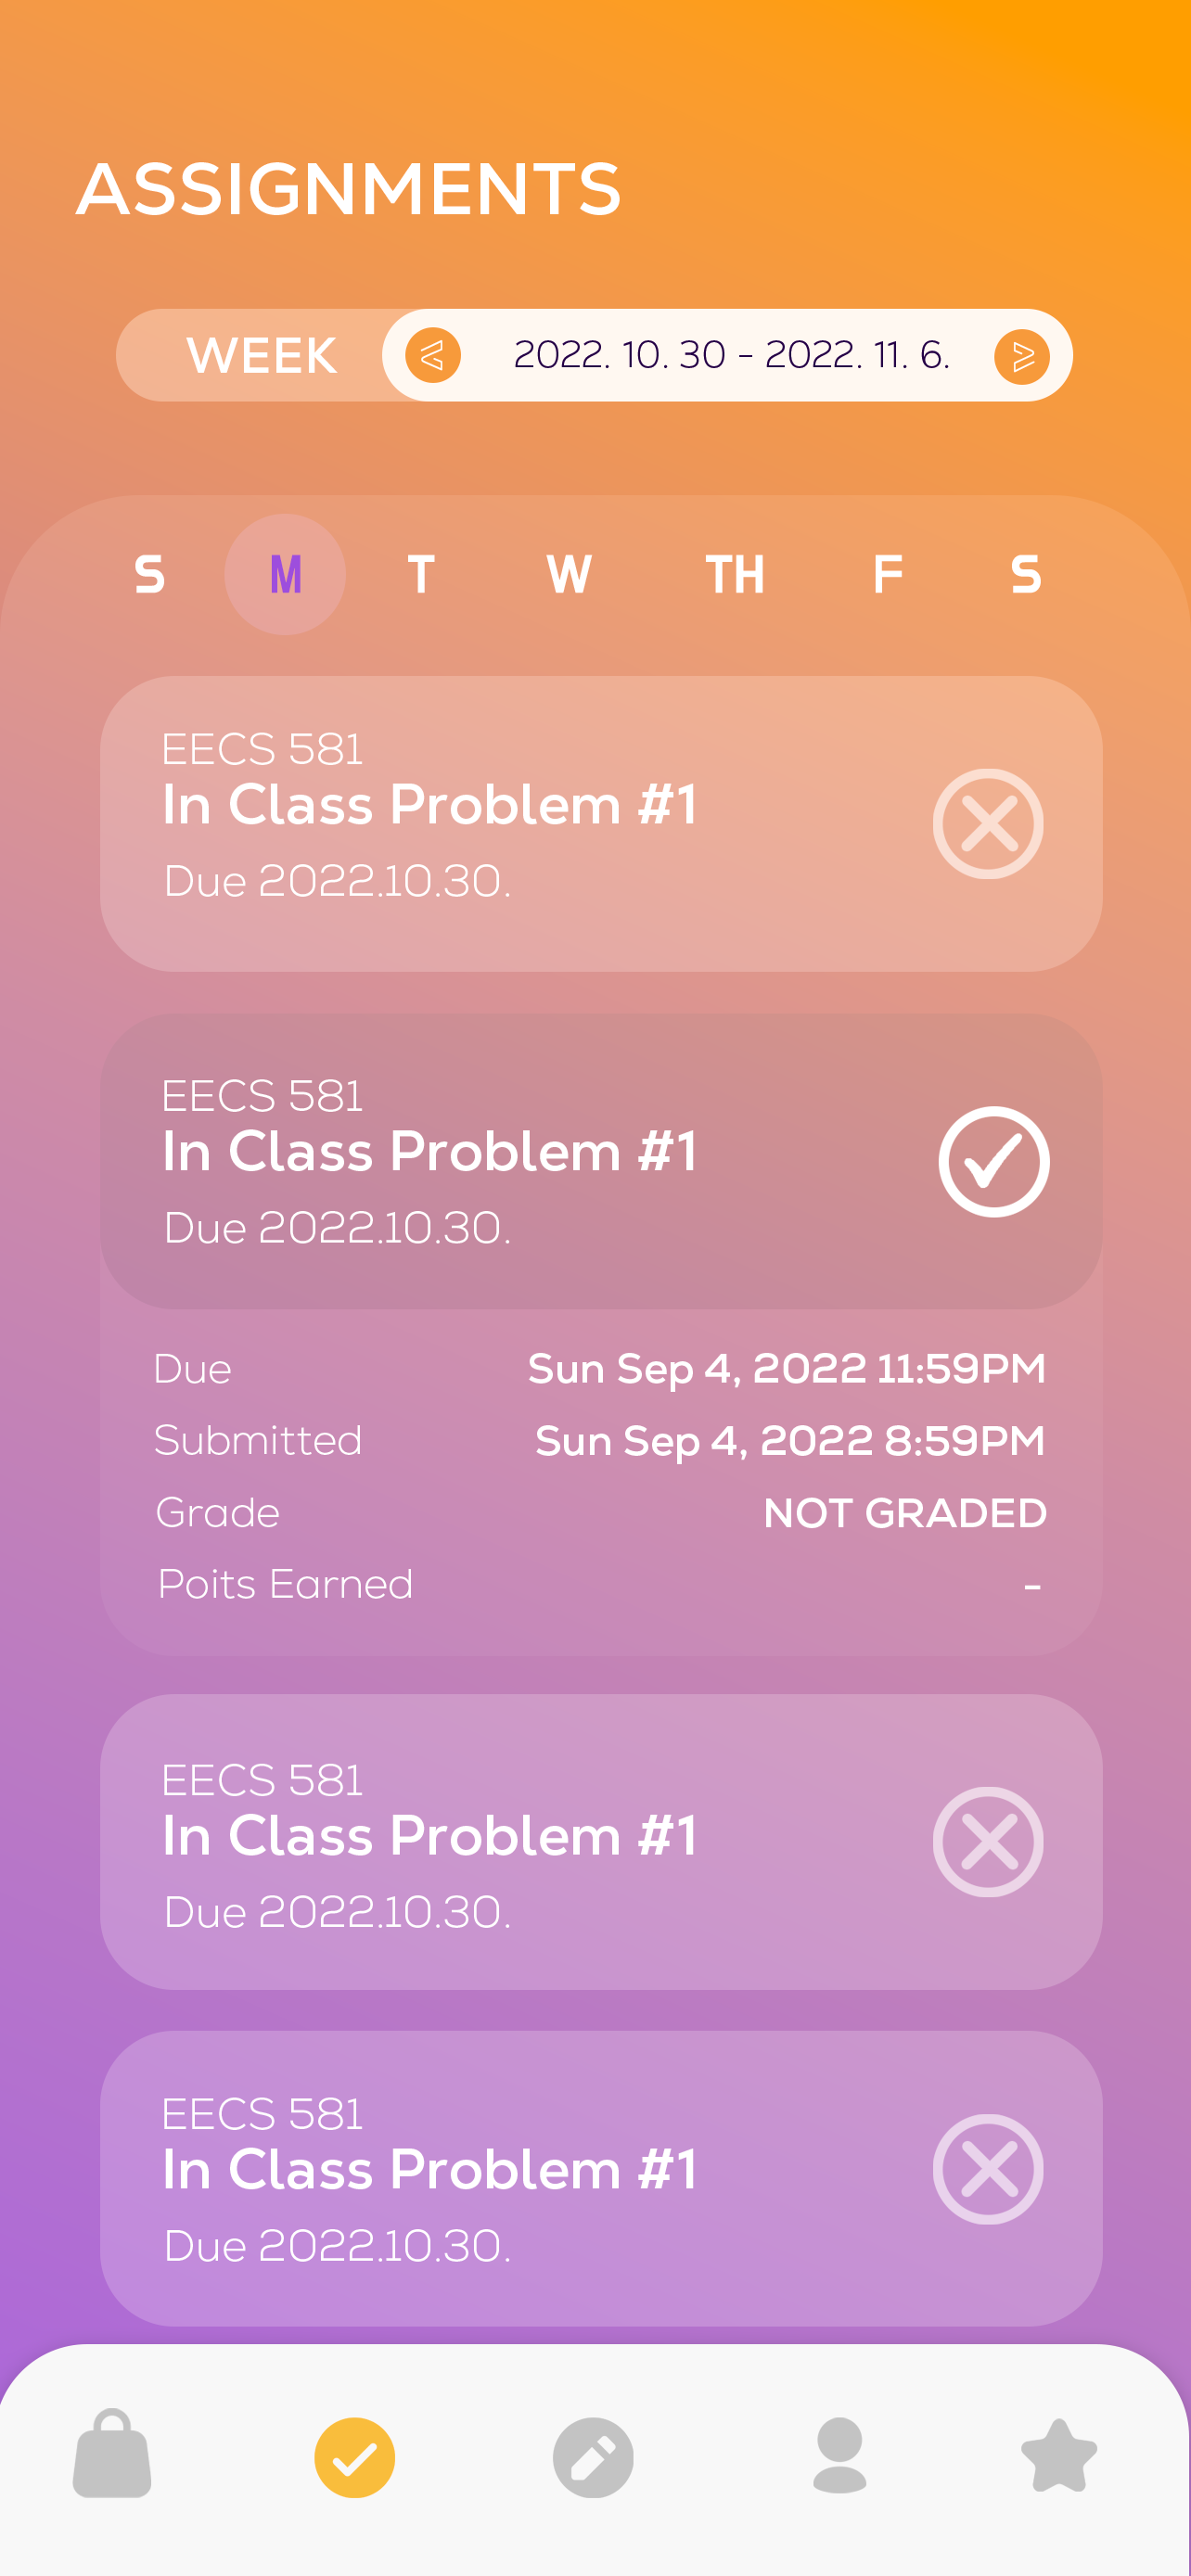 ASSIGNMENTS
WEEK 2022. 10. 30 - 2022. 11. 6.
S M T W TH F S
EECS 581
In Class Problem #1
Due 2022.10.30.
EECS 581
In Class Problem #1
Due 2022.10.30.
Due Sun Sep 4, 2022 11:59PM
Submitted Sun Sep 4, 2022 8:59PM
Grade NOT GRADED
Poits Earned -
EECS 581
In Class Problem #1
Due 2022.10.30.
EECS 581
In Class Problem #1
Due 2022.10.30.